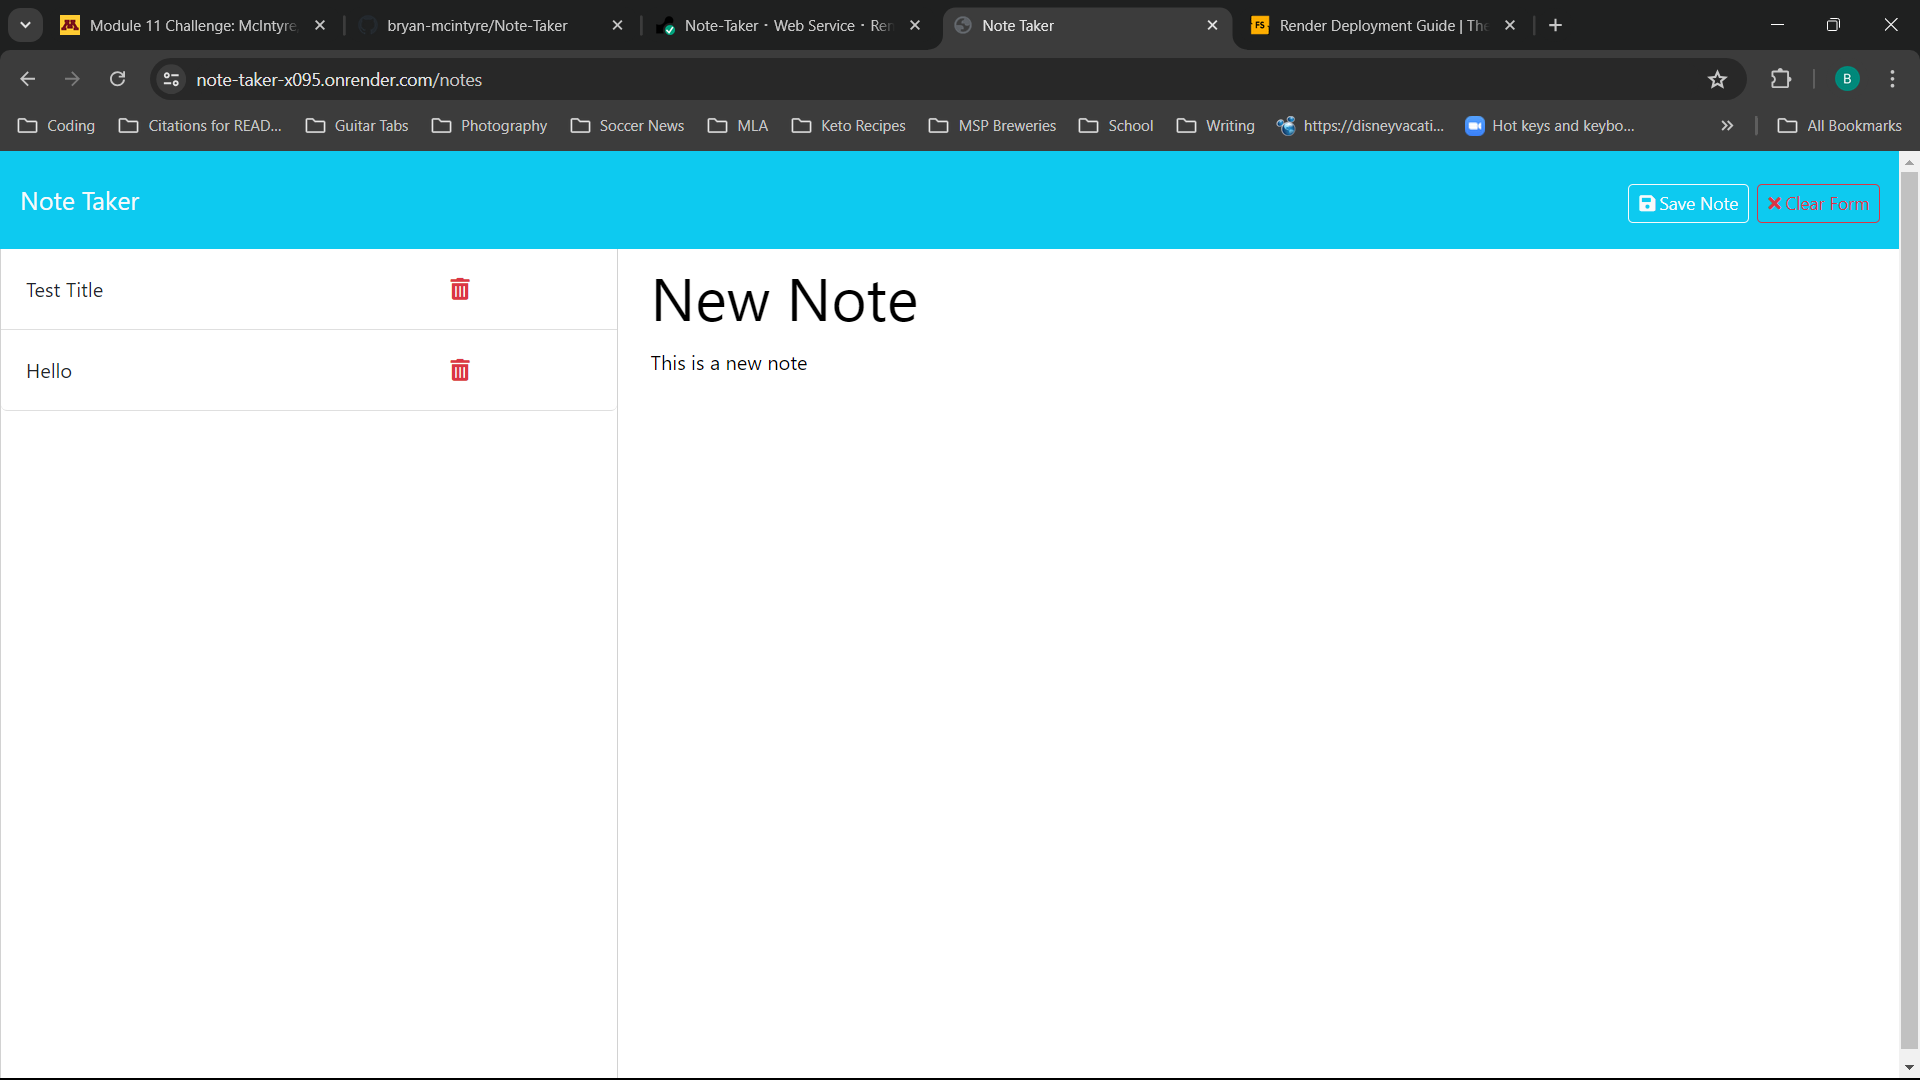 Module 11 Challenge: McIntyre,
bryan-mcintyre/Note-Taker
Note-Taker · Web Service · Ren
Note Taker
FS Render Deployment Guide | The
note-taker-x095.onrender.com/notes
B
Coding
Citations for READ...
Guitar Tabs
Photography
Soccer News
MLA
Keto Recipes
MSP Breweries
School
Writing
https://disneyvacati...
Hot keys and keybo...
All Bookmarks
Note Taker
Save Note
Clear Form
Test Title
Hello
New Note
This is a new note